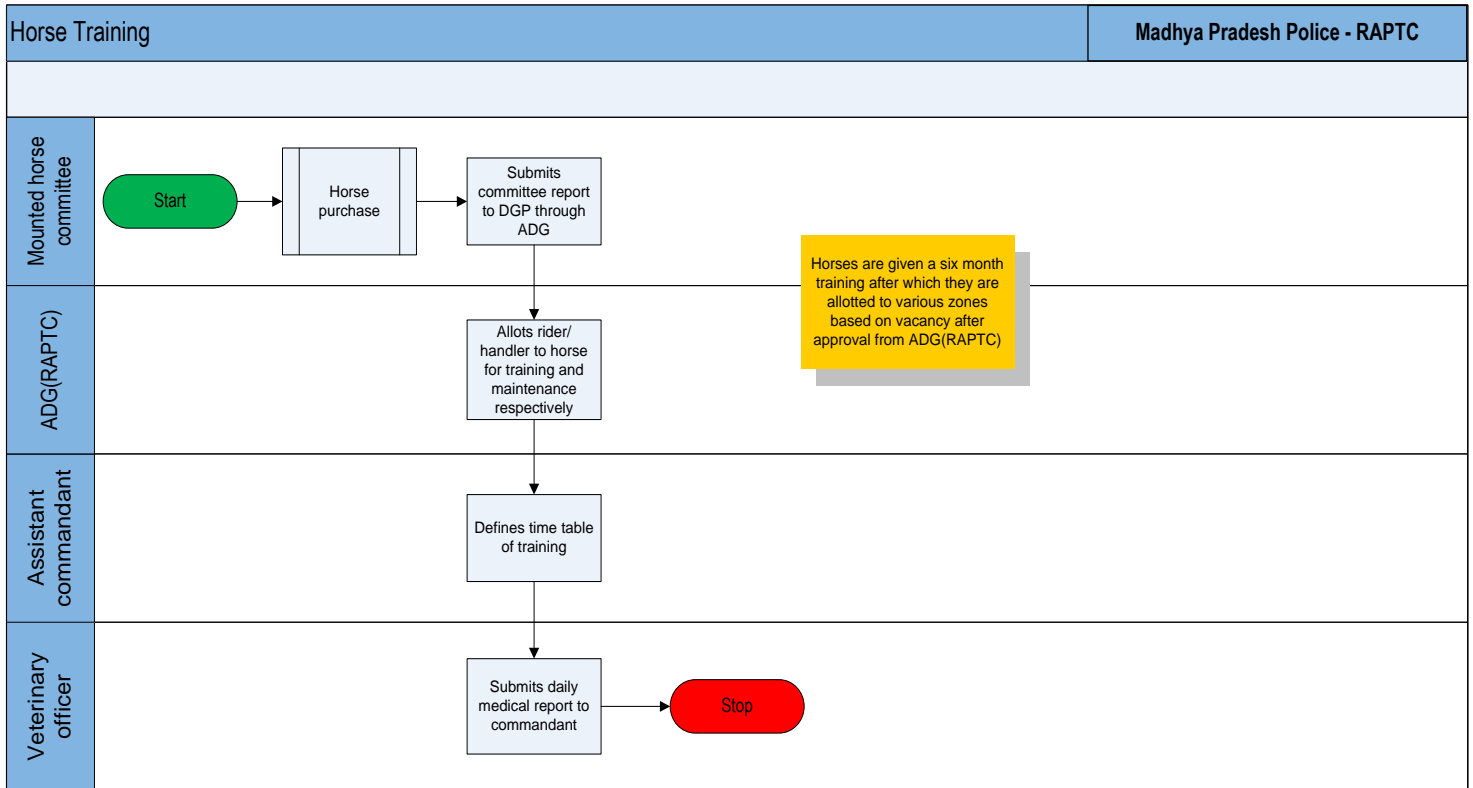 Horse Training
Madhya Pradesh Police - RAPTC
Mounted horse
committee
Start
Horse
purchase
Submits
committee report
to DGP through
ADG
Horses are given a six month
training after which they are
allotted to various zones
based on vacancy after
approval from ADG(RAPTC)
ADG(RAPTC)
Allots rider/
handler to horse
for training and
maintenance
respectively
Assistant
commandant
Defines time table
of training
Veterinary
officer
Submits daily
medical report to
commandant
Stop